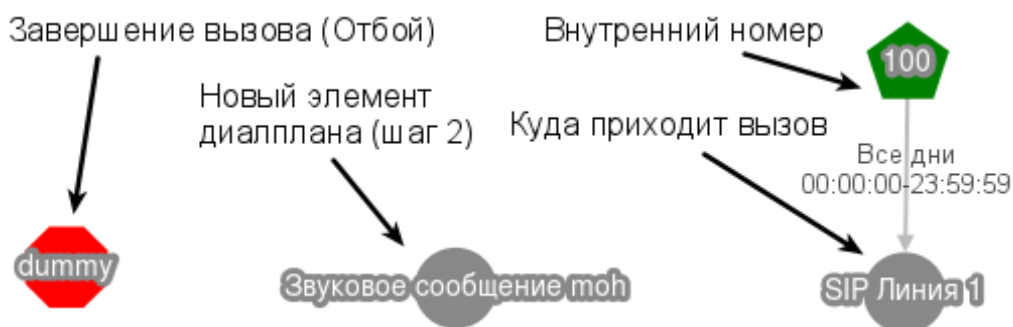 Завершение вызова (Отбой)
Внутренний номер
100
Новый элемент
диалплана (шаг 2)
Куда приходит вызов
Все дни
00:00:00-23:59:59
dummy
Звуковое сообщение moh
SIP Линия 1